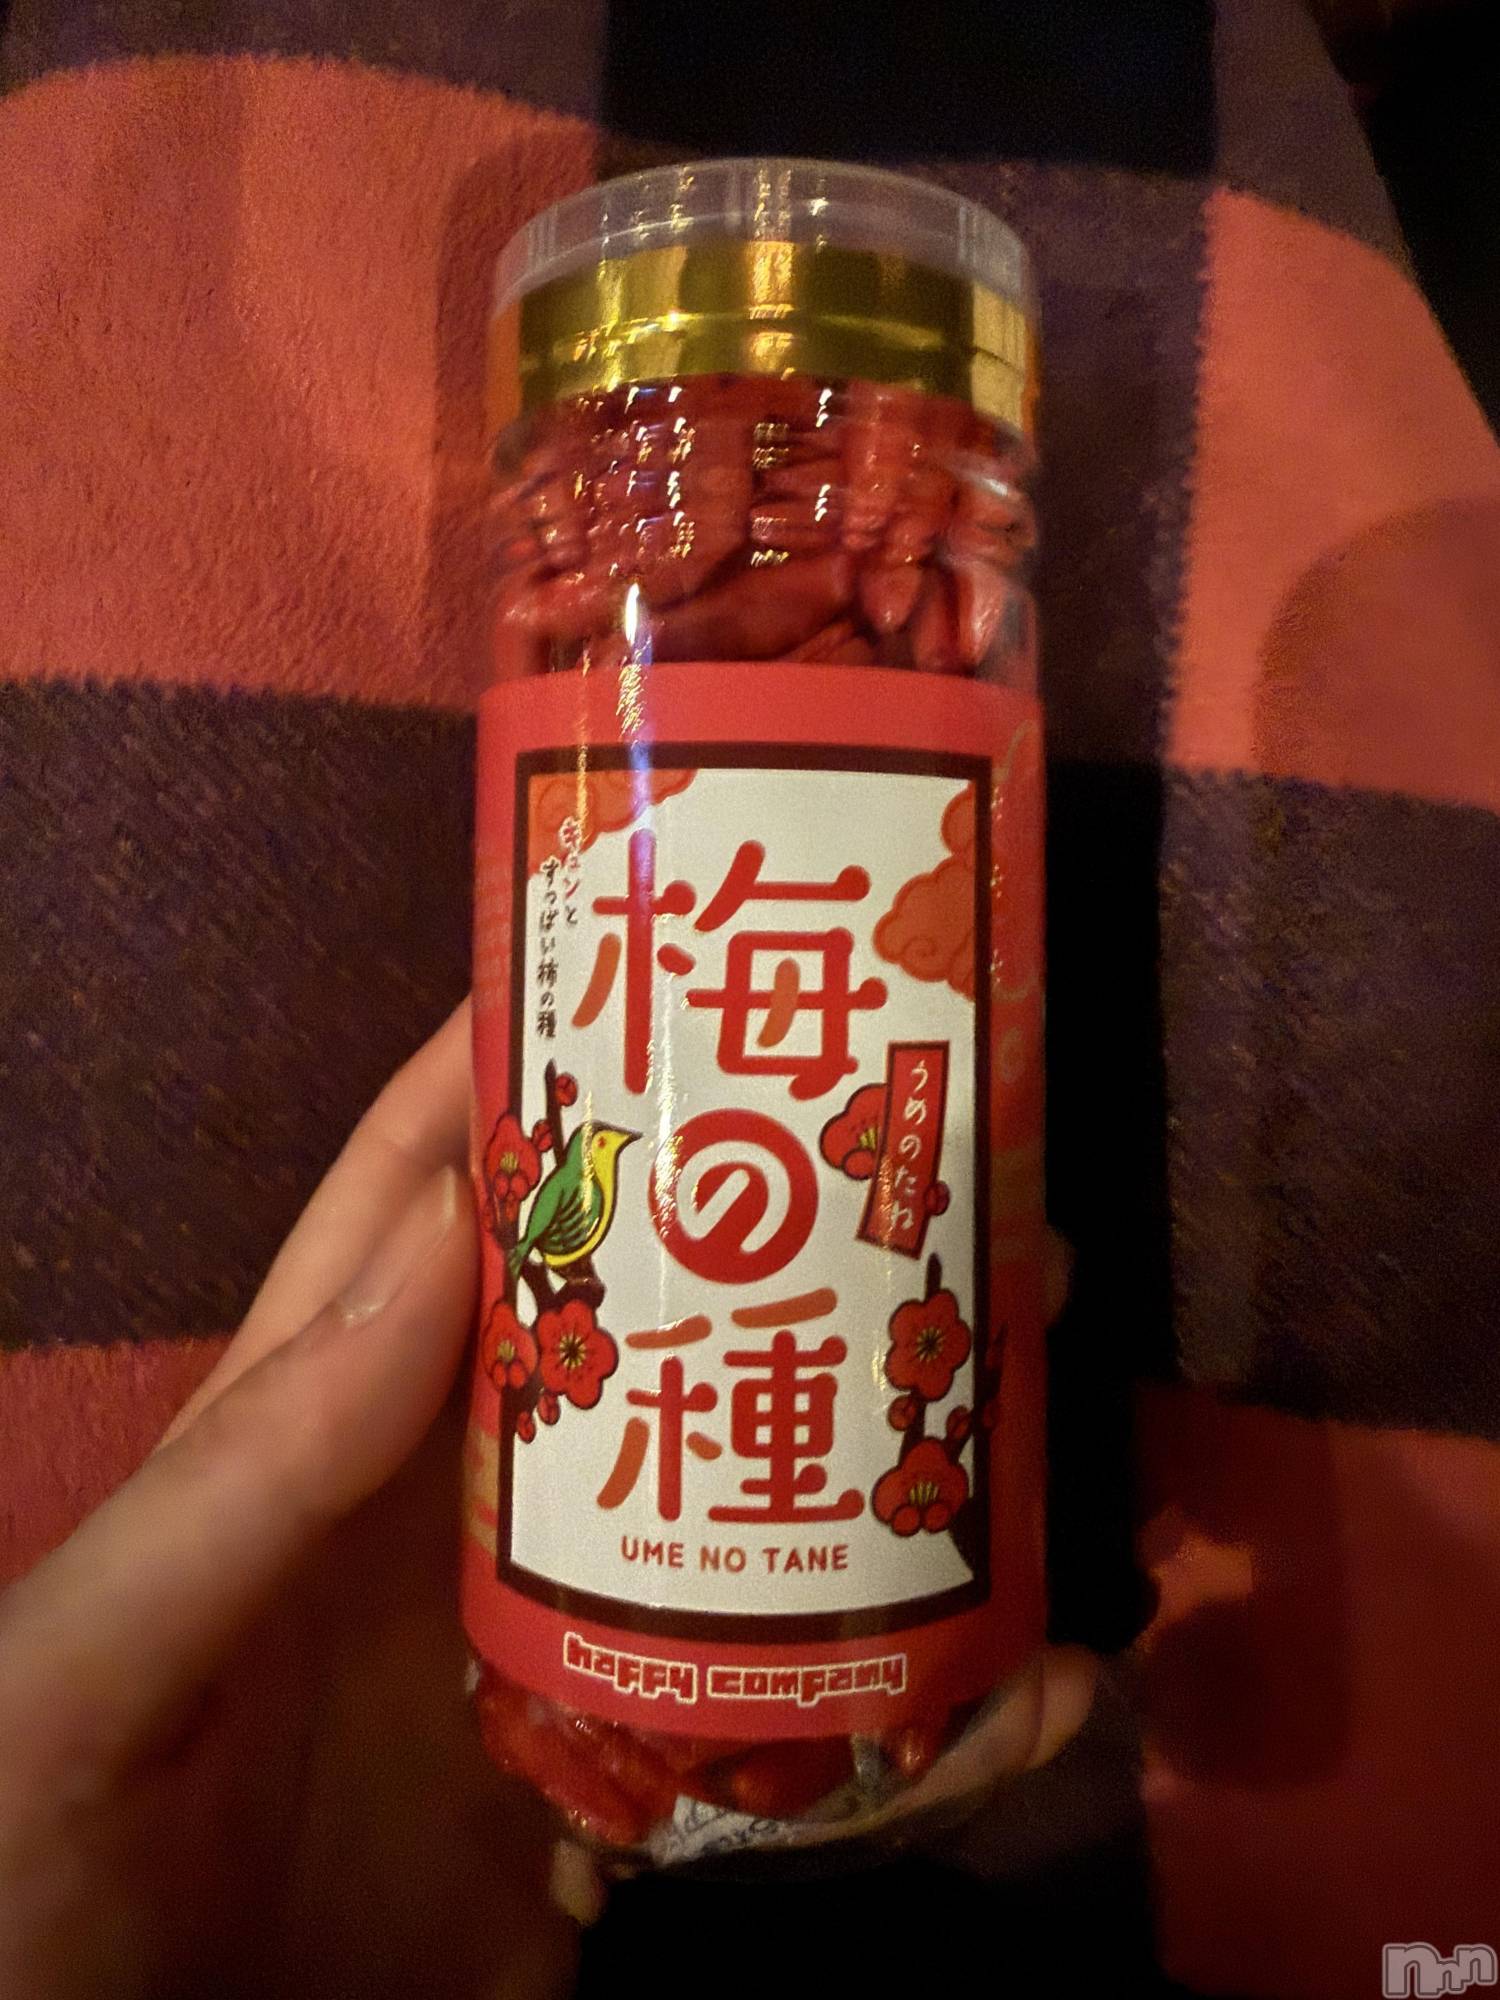 キュンと
すっぱい柿の種
梅の種
うめのたね
UME NO TANE
happy company
nnn